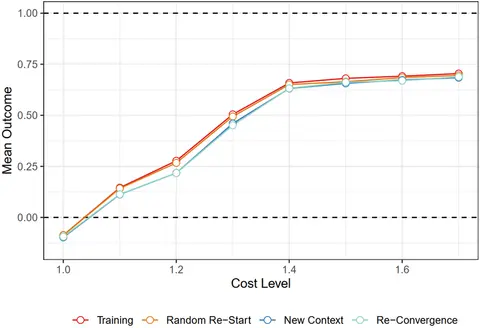 1.00
0.75
0.50
0.25
0.00
Mean Outcome
1.0 1.2 1.4 1.6
Cost Level
Training Random Re-Start New Context Re-Convergence